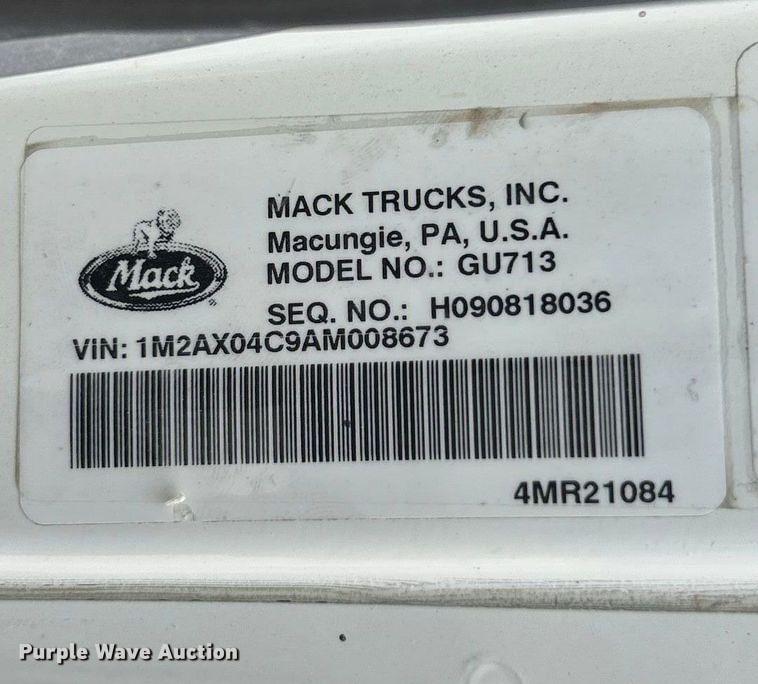 Mack
MACK TRUCKS, INC.
Macungie, PA, U.S.A.
MODEL NO.: GU713
SEQ. NO.: H090818036
VIN: 1M2AX04C9AM008673
4MR21084
Purple Wave Auction